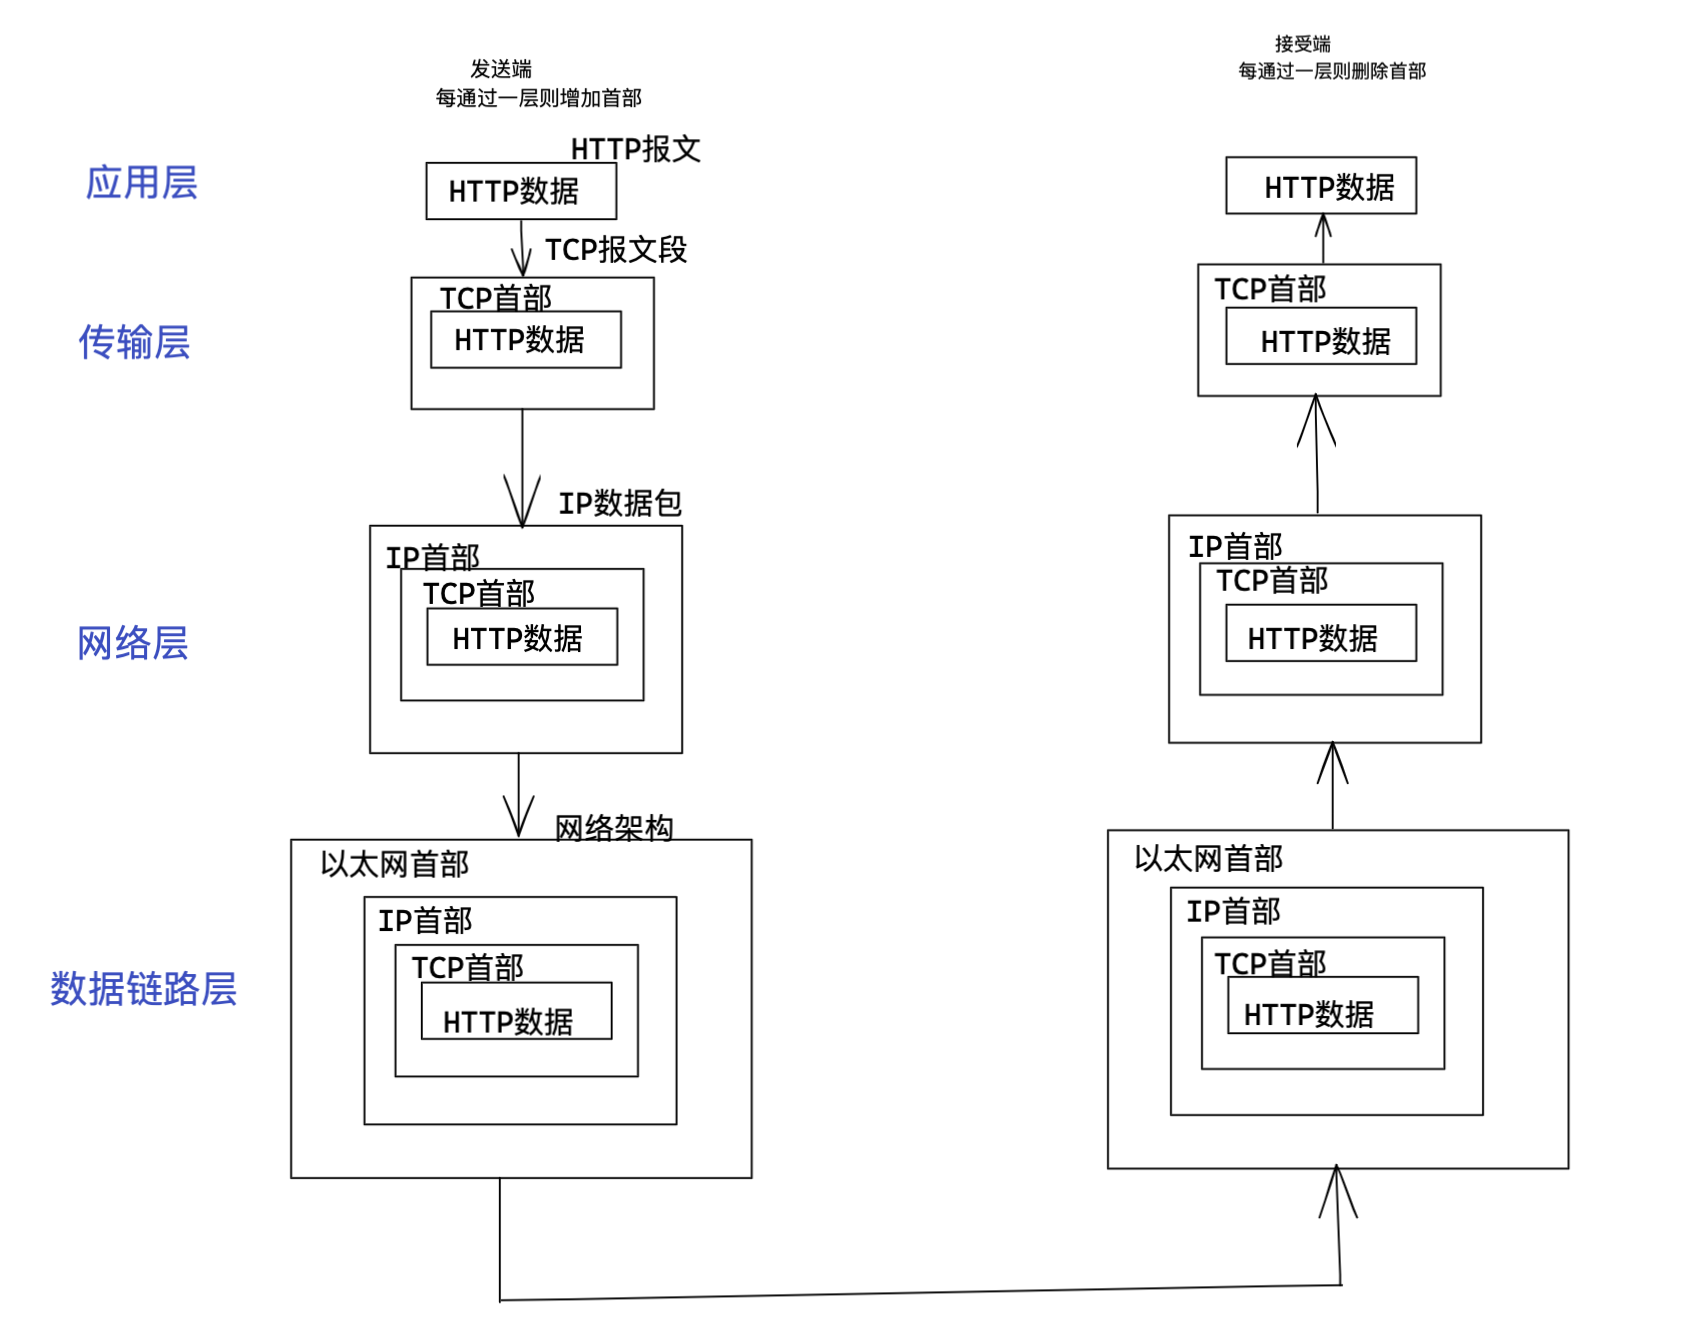 发送端
每通过一层则增加首部
接受端
每通过一层则删除首部
应用层
HTTP报文
HTTP数据
HTTP数据
传输层
TCP报文段
TCP首部
HTTP数据
TCP首部
HTTP数据
网络层
IP数据包
IP首部
TCP首部
HTTP数据
IP首部
TCP首部
HTTP数据
数据链路层
网络架构
以太网首部
IP首部
TCP首部
HTTP数据
以太网首部
IP首部
TCP首部
HTTP数据